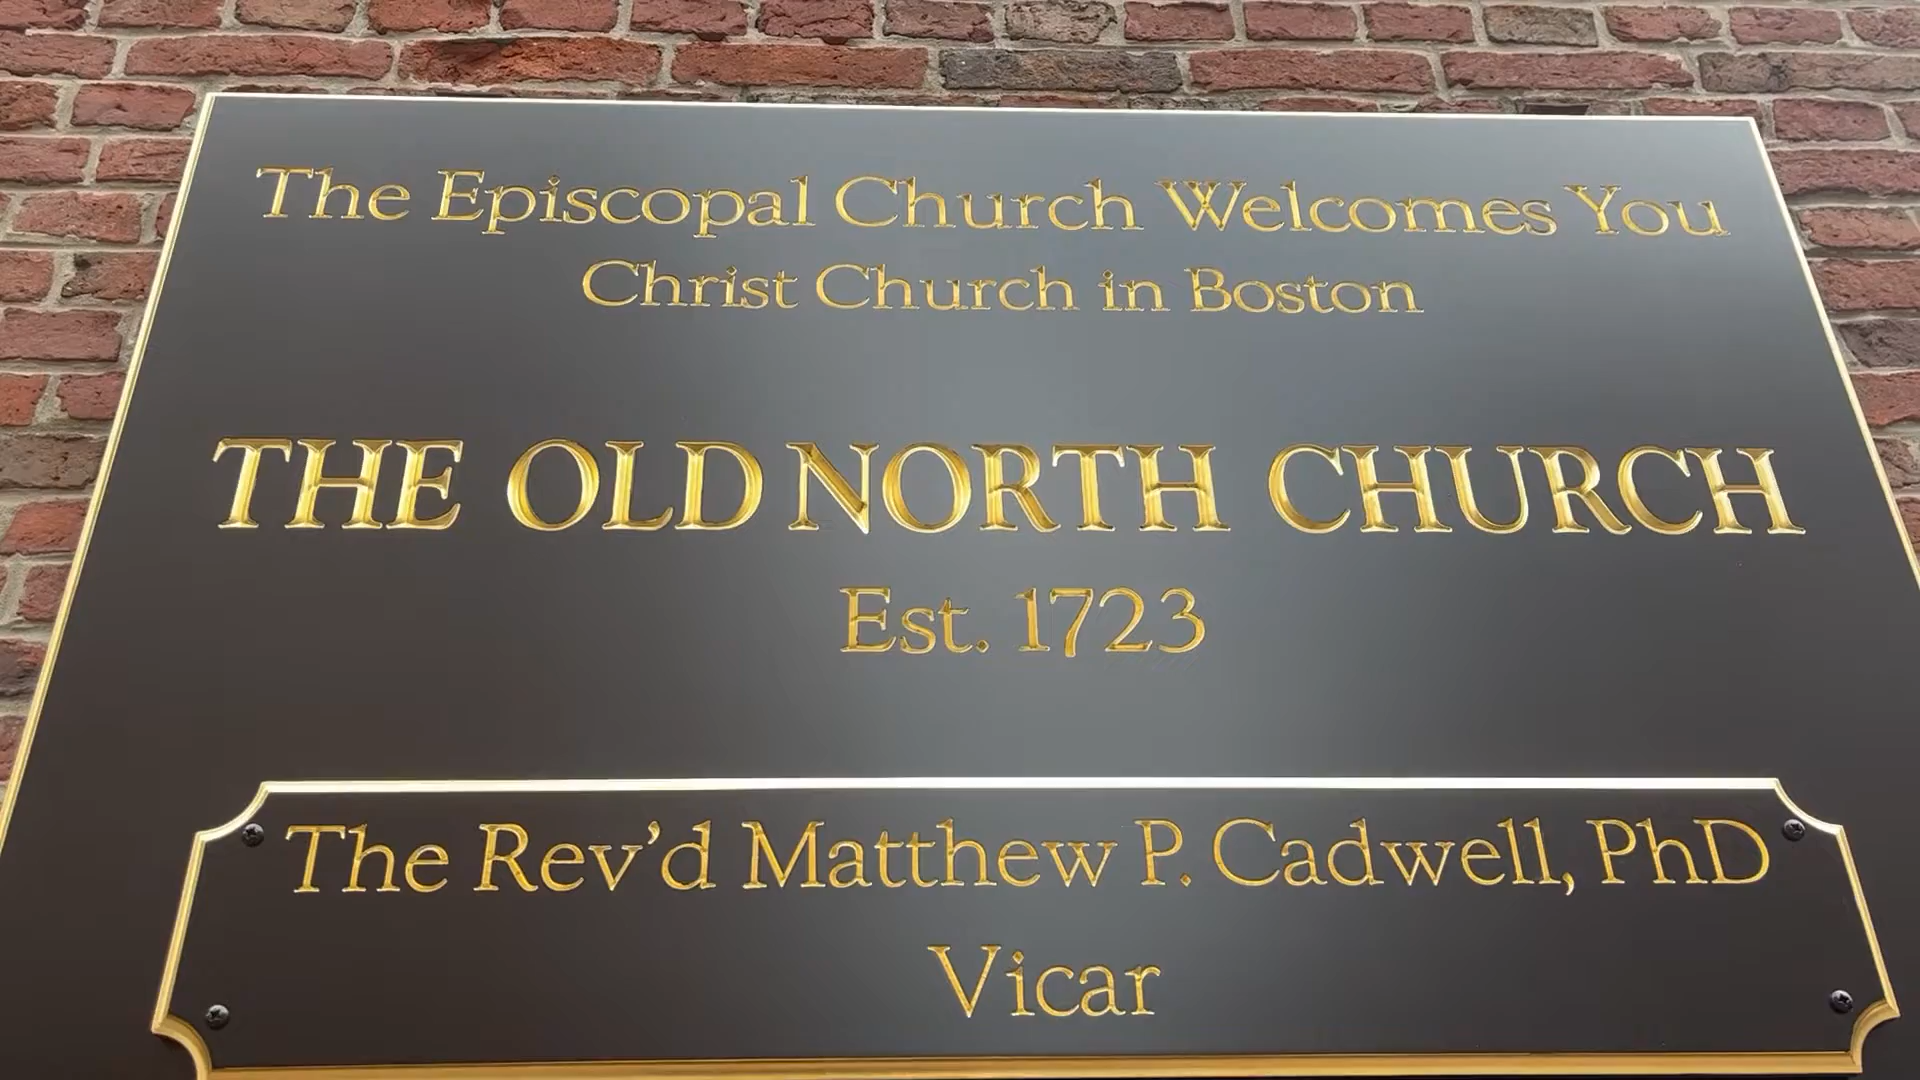 The Episcopal Church Welcomes You
Christ Church in Boston
THE OLD NORTH CHURCH
Est. 1723
The Rev’d Matthew P. Cadwell, PhD
Vicar